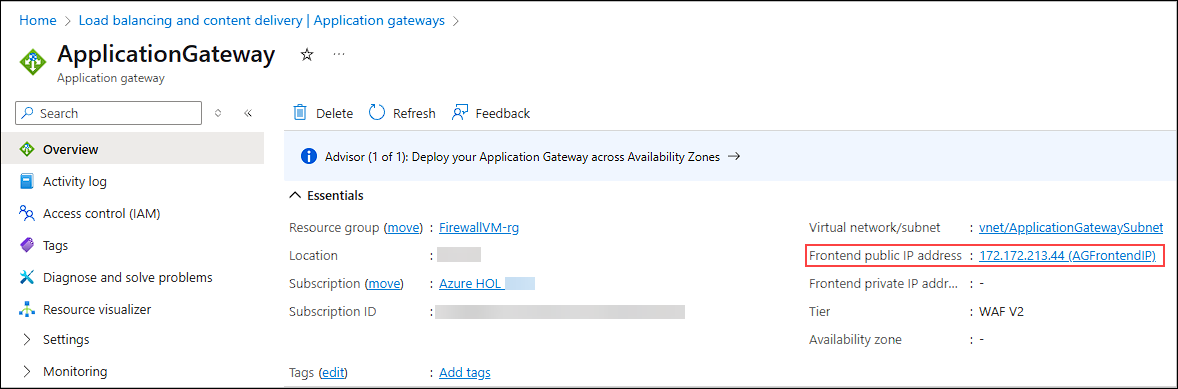 Home > Load balancing and content delivery | Application gateways >
ApplicationGateway ☆ ···
Application gateway
Search
«
Delete Refresh Feedback
Overview
Activity log
Access control (IAM)
Tags
Diagnose and solve problems
Resource visualizer
Settings
Monitoring
Advisor (1 of 1): Deploy your Application Gateway across Availability Zones →
Essentials
Resource group (move) : FirewallVM-rg
Location :
Subscription (move) : Azure HOL
Subscription ID :
Virtual network/subnet : vnet/ApplicationGatewaySubnet
Frontend public IP address : 172.172.213.44 (AGFrontendIP)
Frontend private IP addr... : -
Tier : WAF V2
Availability zone : -
Tags (edit) : Add tags